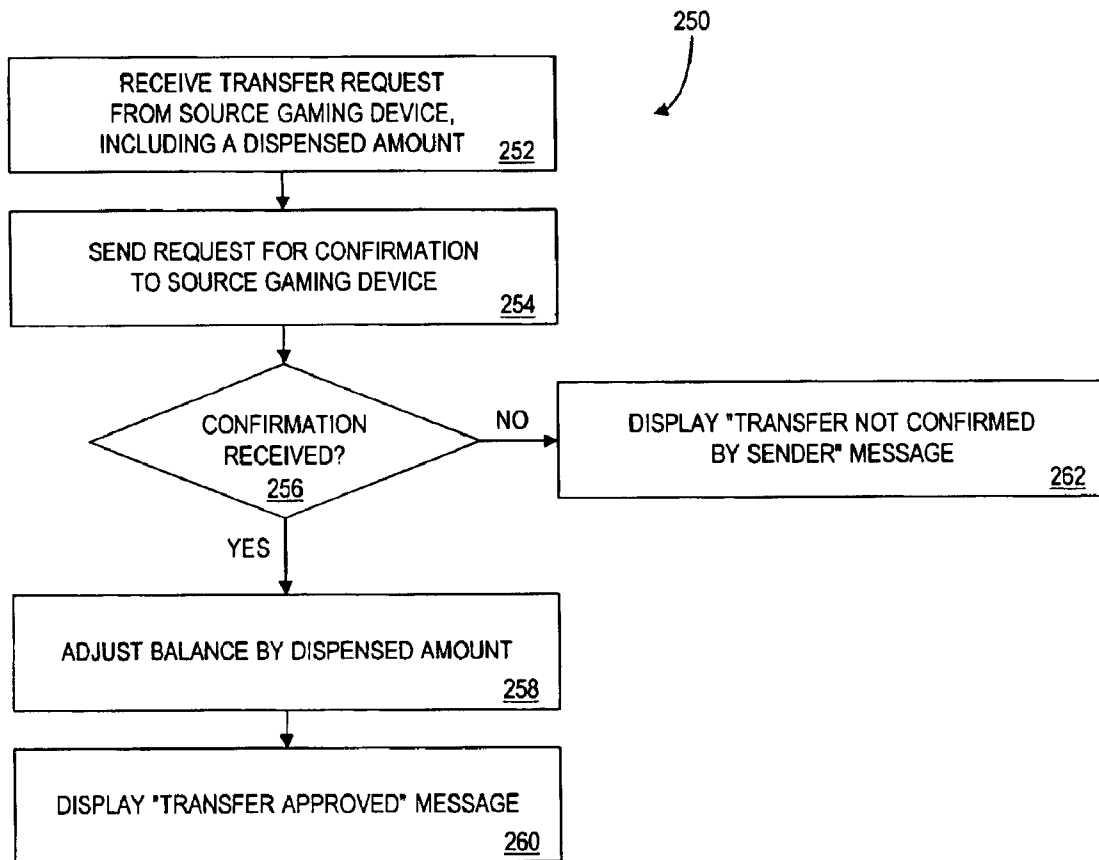 250
RECEIVE TRANSFER REQUEST
FROM SOURCE GAMING DEVICE,
INCLUDING A DISPENSED AMOUNT
252
SEND REQUEST FOR CONFIRMATION
TO SOURCE GAMING DEVICE
254
CONFIRMATION
RECEIVED?
256
NO
DISPLAY "TRANSFER NOT CONFIRMED
BY SENDER" MESSAGE
262
YES
ADJUST BALANCE BY DISPENSED AMOUNT
258
DISPLAY "TRANSFER APPROVED" MESSAGE
260